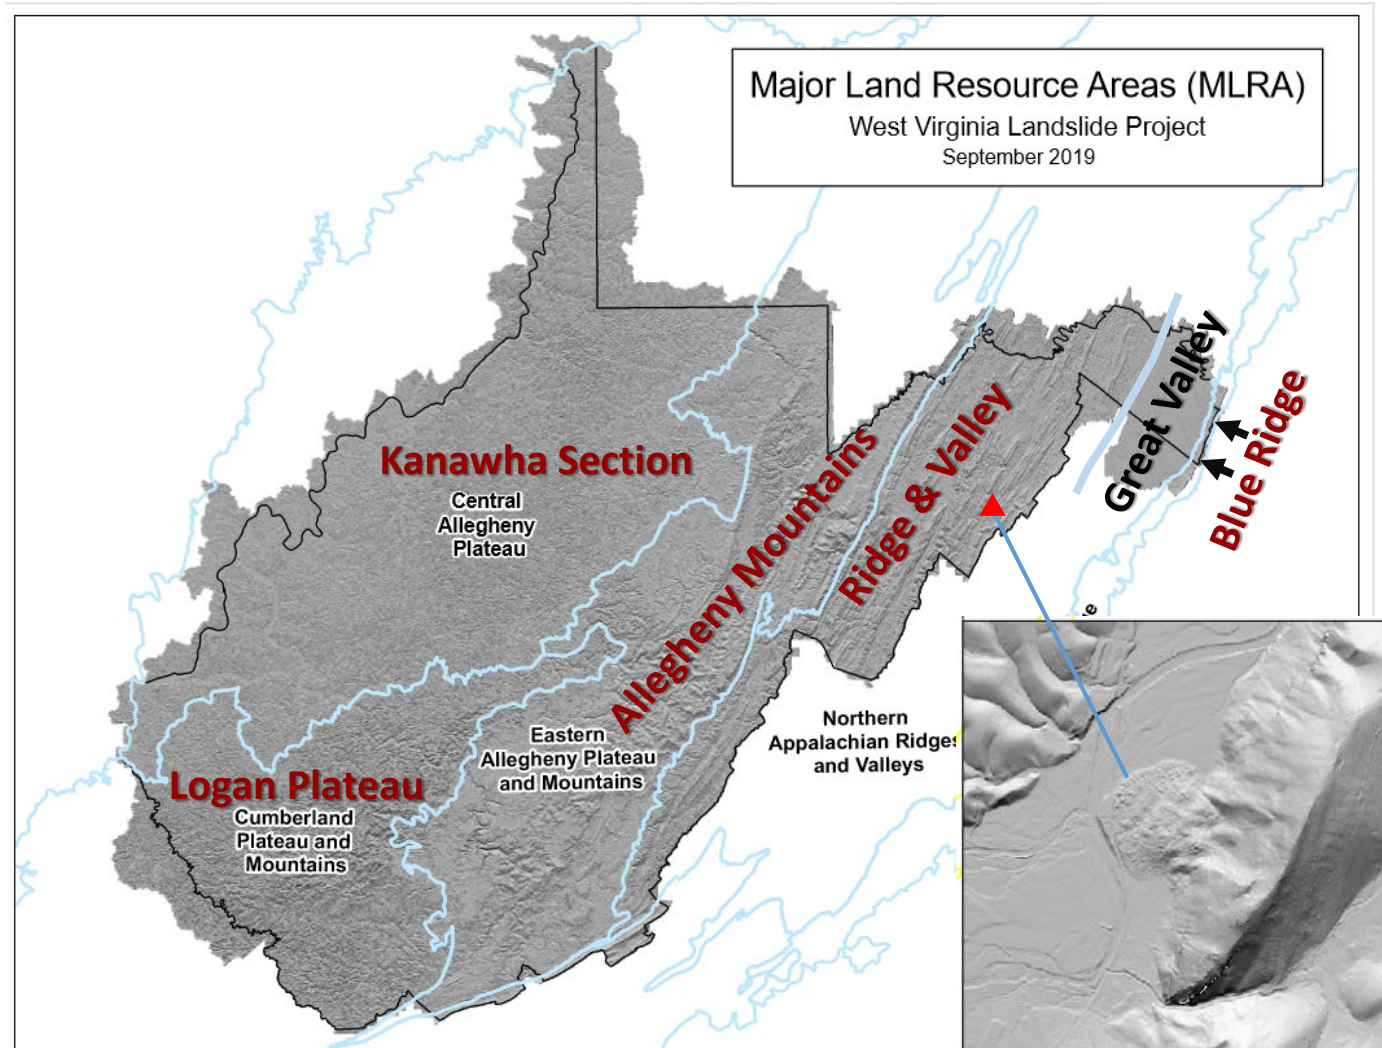 Major Land Resource Areas (MLRA)
West Virginia Landslide Project
September 2019
Great Valley
Blue Ridge
Kanawha Section
Central
Allegheny
Plateau
Allegheny Mountains
Ridge & Valley
Northern
Appalachian Ridges
and Valleys
Eastern
Allegheny Plateau
and Mountains
Logan Plateau
Cumberland
Plateau and
Mountains